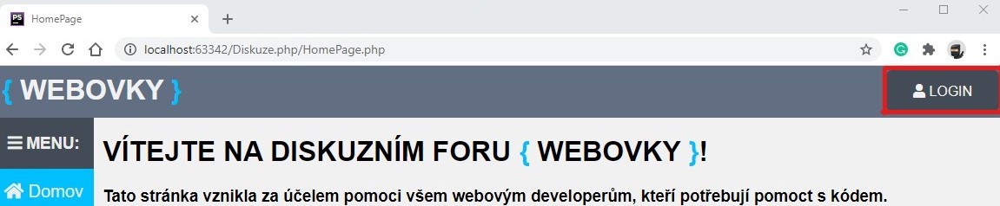 PS HomePage
localhost:63342/Diskuze.php/HomePage.php
{ WEBOVKY }
LOGIN
MENU:
VÍTEJTE NA DISKUZNÍM FORU { WEBOVKY }!
Domov
Tato stránka vznikla za účelem pomoci všem webovým developerům, kteří potřebují pomoct s kódem.